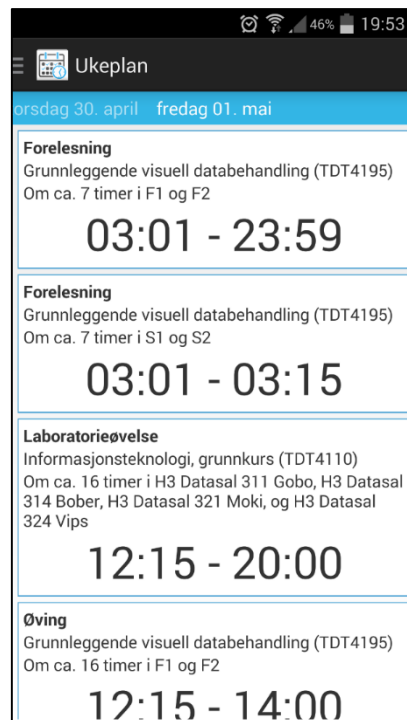 46% 19:53
Ukeplan
orsdag 30. april fredag 01. mai
Forelesning
Grunnleggende visuell databehandling (TDT4195)
Om ca. 7 timer i F1 og F2
03:01 - 23:59
Forelesning
Grunnleggende visuell databehandling (TDT4195)
Om ca. 7 timer i S1 og S2
03:01 - 03:15
Laboratorieøvelse
Informasjonsteknologi, grunnkurs (TDT4110)
Om ca. 16 timer i H3 Datasal 311 Gobo, H3 Datasal
314 Bober, H3 Datasal 321 Moki, og H3 Datasal
324 Vips
12:15 - 20:00
Øving
Grunnleggende visuell databehandling (TDT4195)
Om ca. 16 timer i F1 og F2
12:15 - 14:00